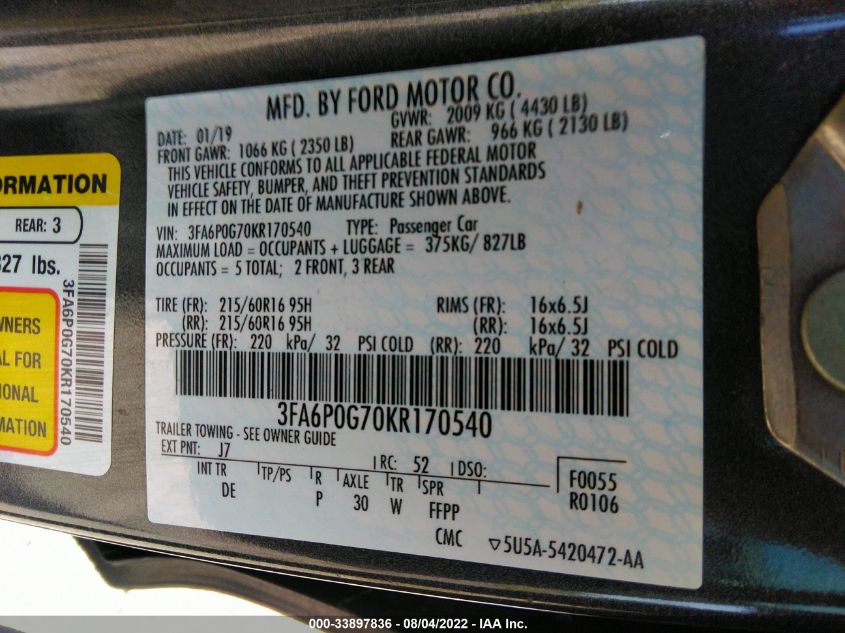 MFD. BY FORD MOTOR CO.
DATE: 01/19 GVWR: 2009 KG ( 4430 LB)
FRONT GAWR: 1066 KG ( 2350 LB) REAR GAWR: 966 KG ( 2130 LB)
THIS VEHICLE CONFORMS TO ALL APPLICABLE FEDERAL MOTOR
VEHICLE SAFETY, BUMPER, AND THEFT PREVENTION STANDARDS
IN EFFECT ON THE DATE OF MANUFACTURE SHOWN ABOVE.
VIN: 3FA6P0G70KR170540 TYPE: Passenger Car
MAXIMUM LOAD = OCCUPANTS + LUGGAGE = 375KG/ 827LB
OCCUPANTS = 5 TOTAL; 2 FRONT, 3 REAR
TIRE (FR): 215/60R16 95H RIMS (FR): 16x6.5J
(RR): 215/60R16 95H (RR): 16x6.5J
PRESSURE (FR): 220 kPa/ 32 PSI COLD (RR): 220 kPa/ 32 PSI COLD
3FA6P0G70KR170540
TRAILER TOWING - SEE OWNER GUIDE
EXT PNT: J7 RC: 52 DSO:
INT TR TP/PS R AXLE TR SPR
DE P 30 W FFPP
F0055
R0106
CMC ▽5U5A-5420472-AA
ORMATION
REAR: 3
827 lbs.
WNERS
AL FOR
IONAL
MATION
3FA6P0G70KR170540
000-33897836 - 08/04/2022 - IAA Inc.